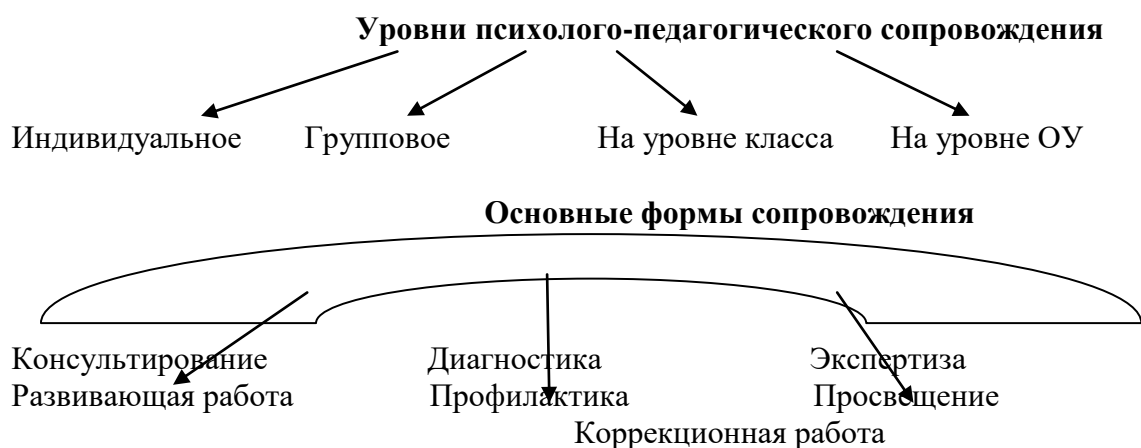 Уровни психолого-педагогического сопровождения
Индивидуальное Групповое На уровне класса На уровне ОУ
Основные формы сопровождения
Консультирование Диагностика Экспертиза
Развивающая работа Профилактика Просвещение
Коррекционная работа